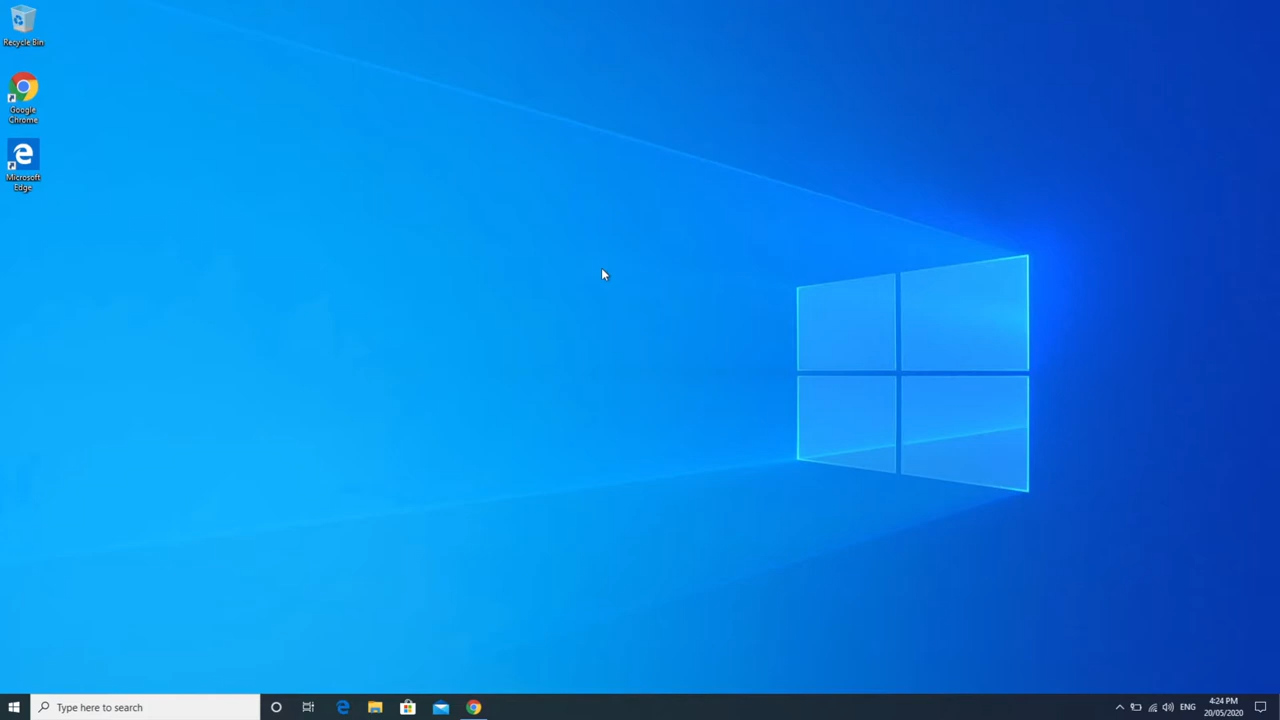 Recycle Bin
Google
Chrome
Microsoft
Edge
Type here to search
ENG
4:24 PM
20/05/2020